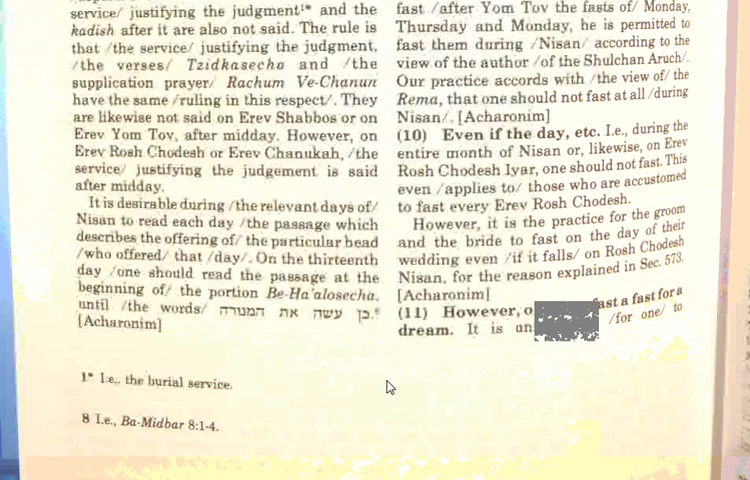 service/ justifying the judgment¹* and the
kadish after it are also not said. The rule is
that /the service/ justifying the judgment,
/the verses/ Tzidkasecha and /the
supplication prayer/ Rachum Ve-Chanun
have the same /ruling in this respect/. They
are likewise not said on Erev Shabbos or on
Erev Yom Tov, after midday. However, on
Erev Rosh Chodesh or Erev Chanukah, /the
service/ justifying the judgement is said
after midday.
It is desirable during /the relevant days of/
Nisan to read each day /the passage which
describes the offering of/ the particular head
/who offered/ that /day/. On the thirteenth
day /one should read the passage at the
beginning of/ the portion Be-Ha'alosecha,
until /the words/ כן עשה את המנורה.⁸
[Acharonim]
1* I.e., the burial service.
8 I.e., Ba-Midbar 8:1-4.
fast /after Yom Tov the fasts of/ Monday,
Thursday and Monday, he is permitted to
fast them during /Nisan/ according to the
view of the author /of the Shulchan Aruch/.
Our practice accords with /the view of/ the
Rema, that one should not fast at all /during
Nisan/. [Acharonim]
(10) Even if the day, etc. I.e., during the
entire month of Nisan or, likewise, on Erev
Rosh Chodesh Iyar, one should not fast. This
even /applies to/ those who are accustomed
to fast every Erev Rosh Chodesh.
However, it is the practice for the groom
and the bride to fast on the day of their
wedding even /if it falls/ on Rosh Chodesh
Nisan, for the reason explained in Sec. 573.
[Acharonim]
(11) However, fast a fast for a
dream. It is /for one/ to